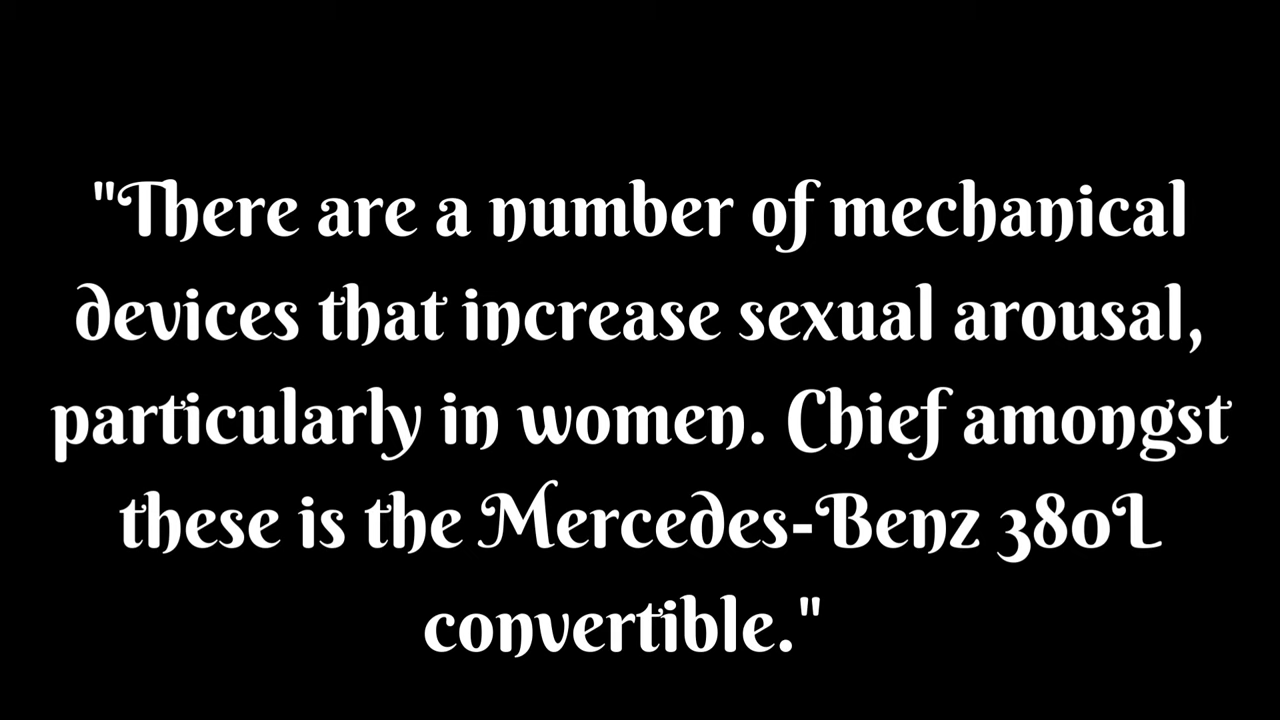 "There are a number of mechanical
devices that increase sexual arousal,
particularly in women. Chief amongst
these is the Mercedes-Benz 380L
convertible."